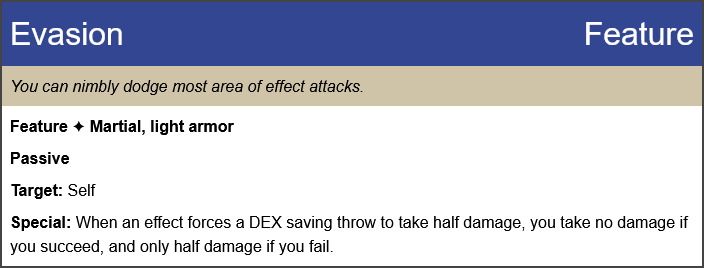 Evasion Feature
You can nimbly dodge most area of effect attacks.
Feature ✦ Martial, light armor
Passive
Target: Self
Special: When an effect forces a DEX saving throw to take half damage, you take no damage if
you succeed, and only half damage if you fail.